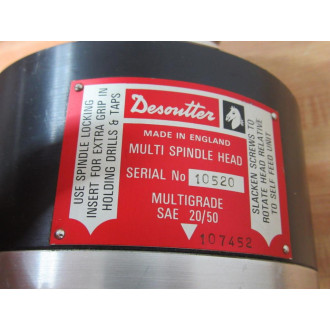 USE SPINDLE LOCKING
INSERT FOR EXTRA GRIP IN
HOLDING DRILLS & TAPS
Desoutter
MADE IN ENGLAND
MULTI SPINDLE HEAD
SERIAL No 10520
MULTIGRADE
SAE 20/50
107452
SLACKEN SCREWS TO
ROTATE HEAD RELATIVE
TO SELF FEED UNIT